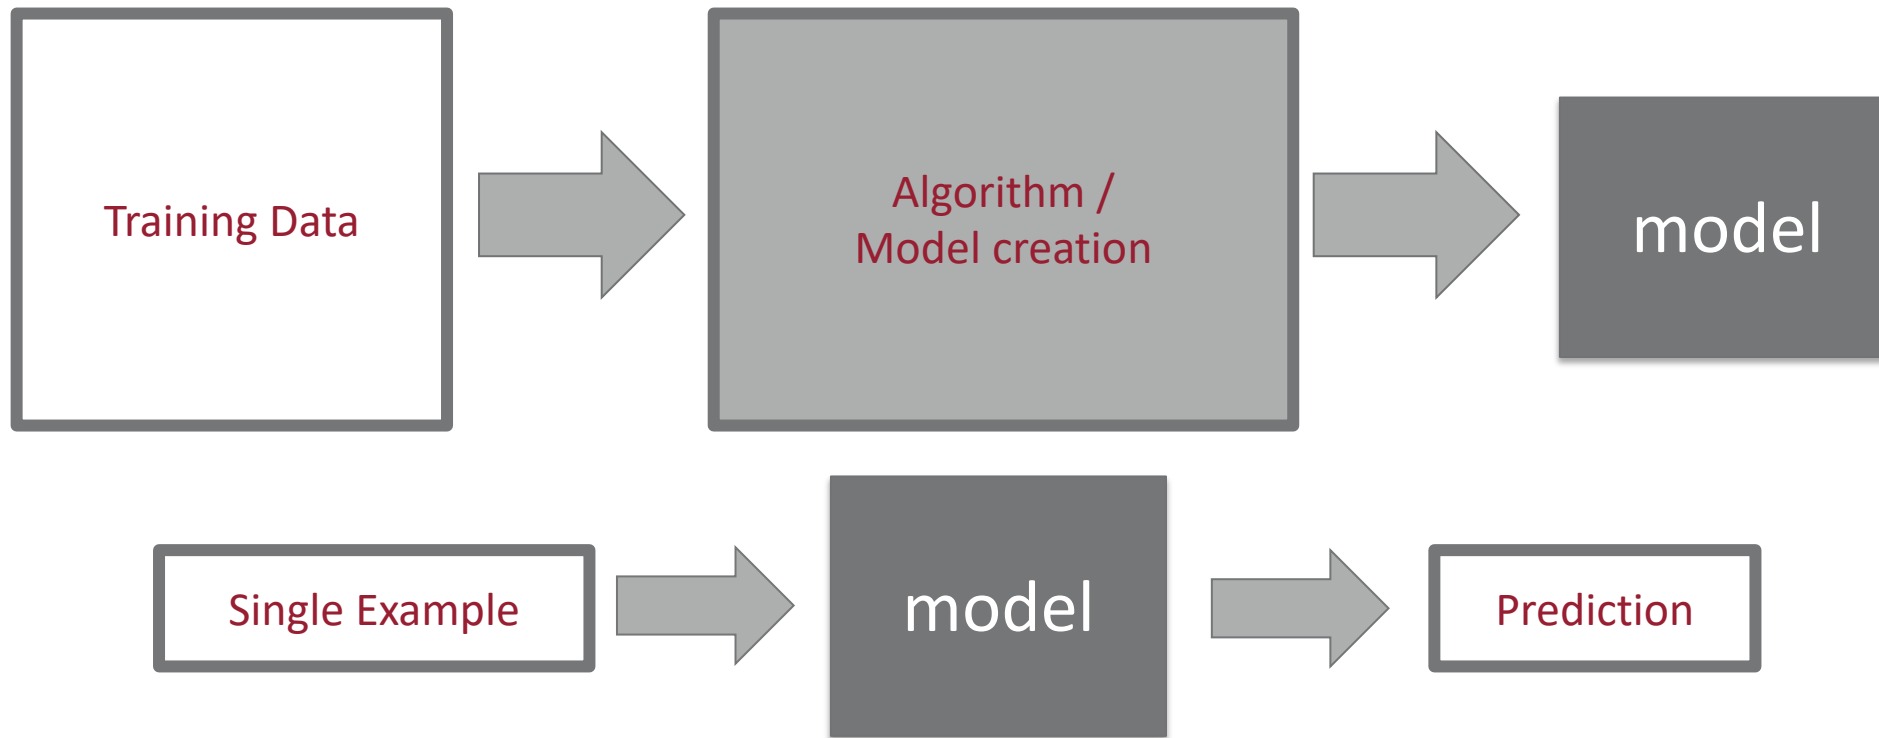 Training Data
Algorithm /
Model creation
model
Single Example
model
Prediction